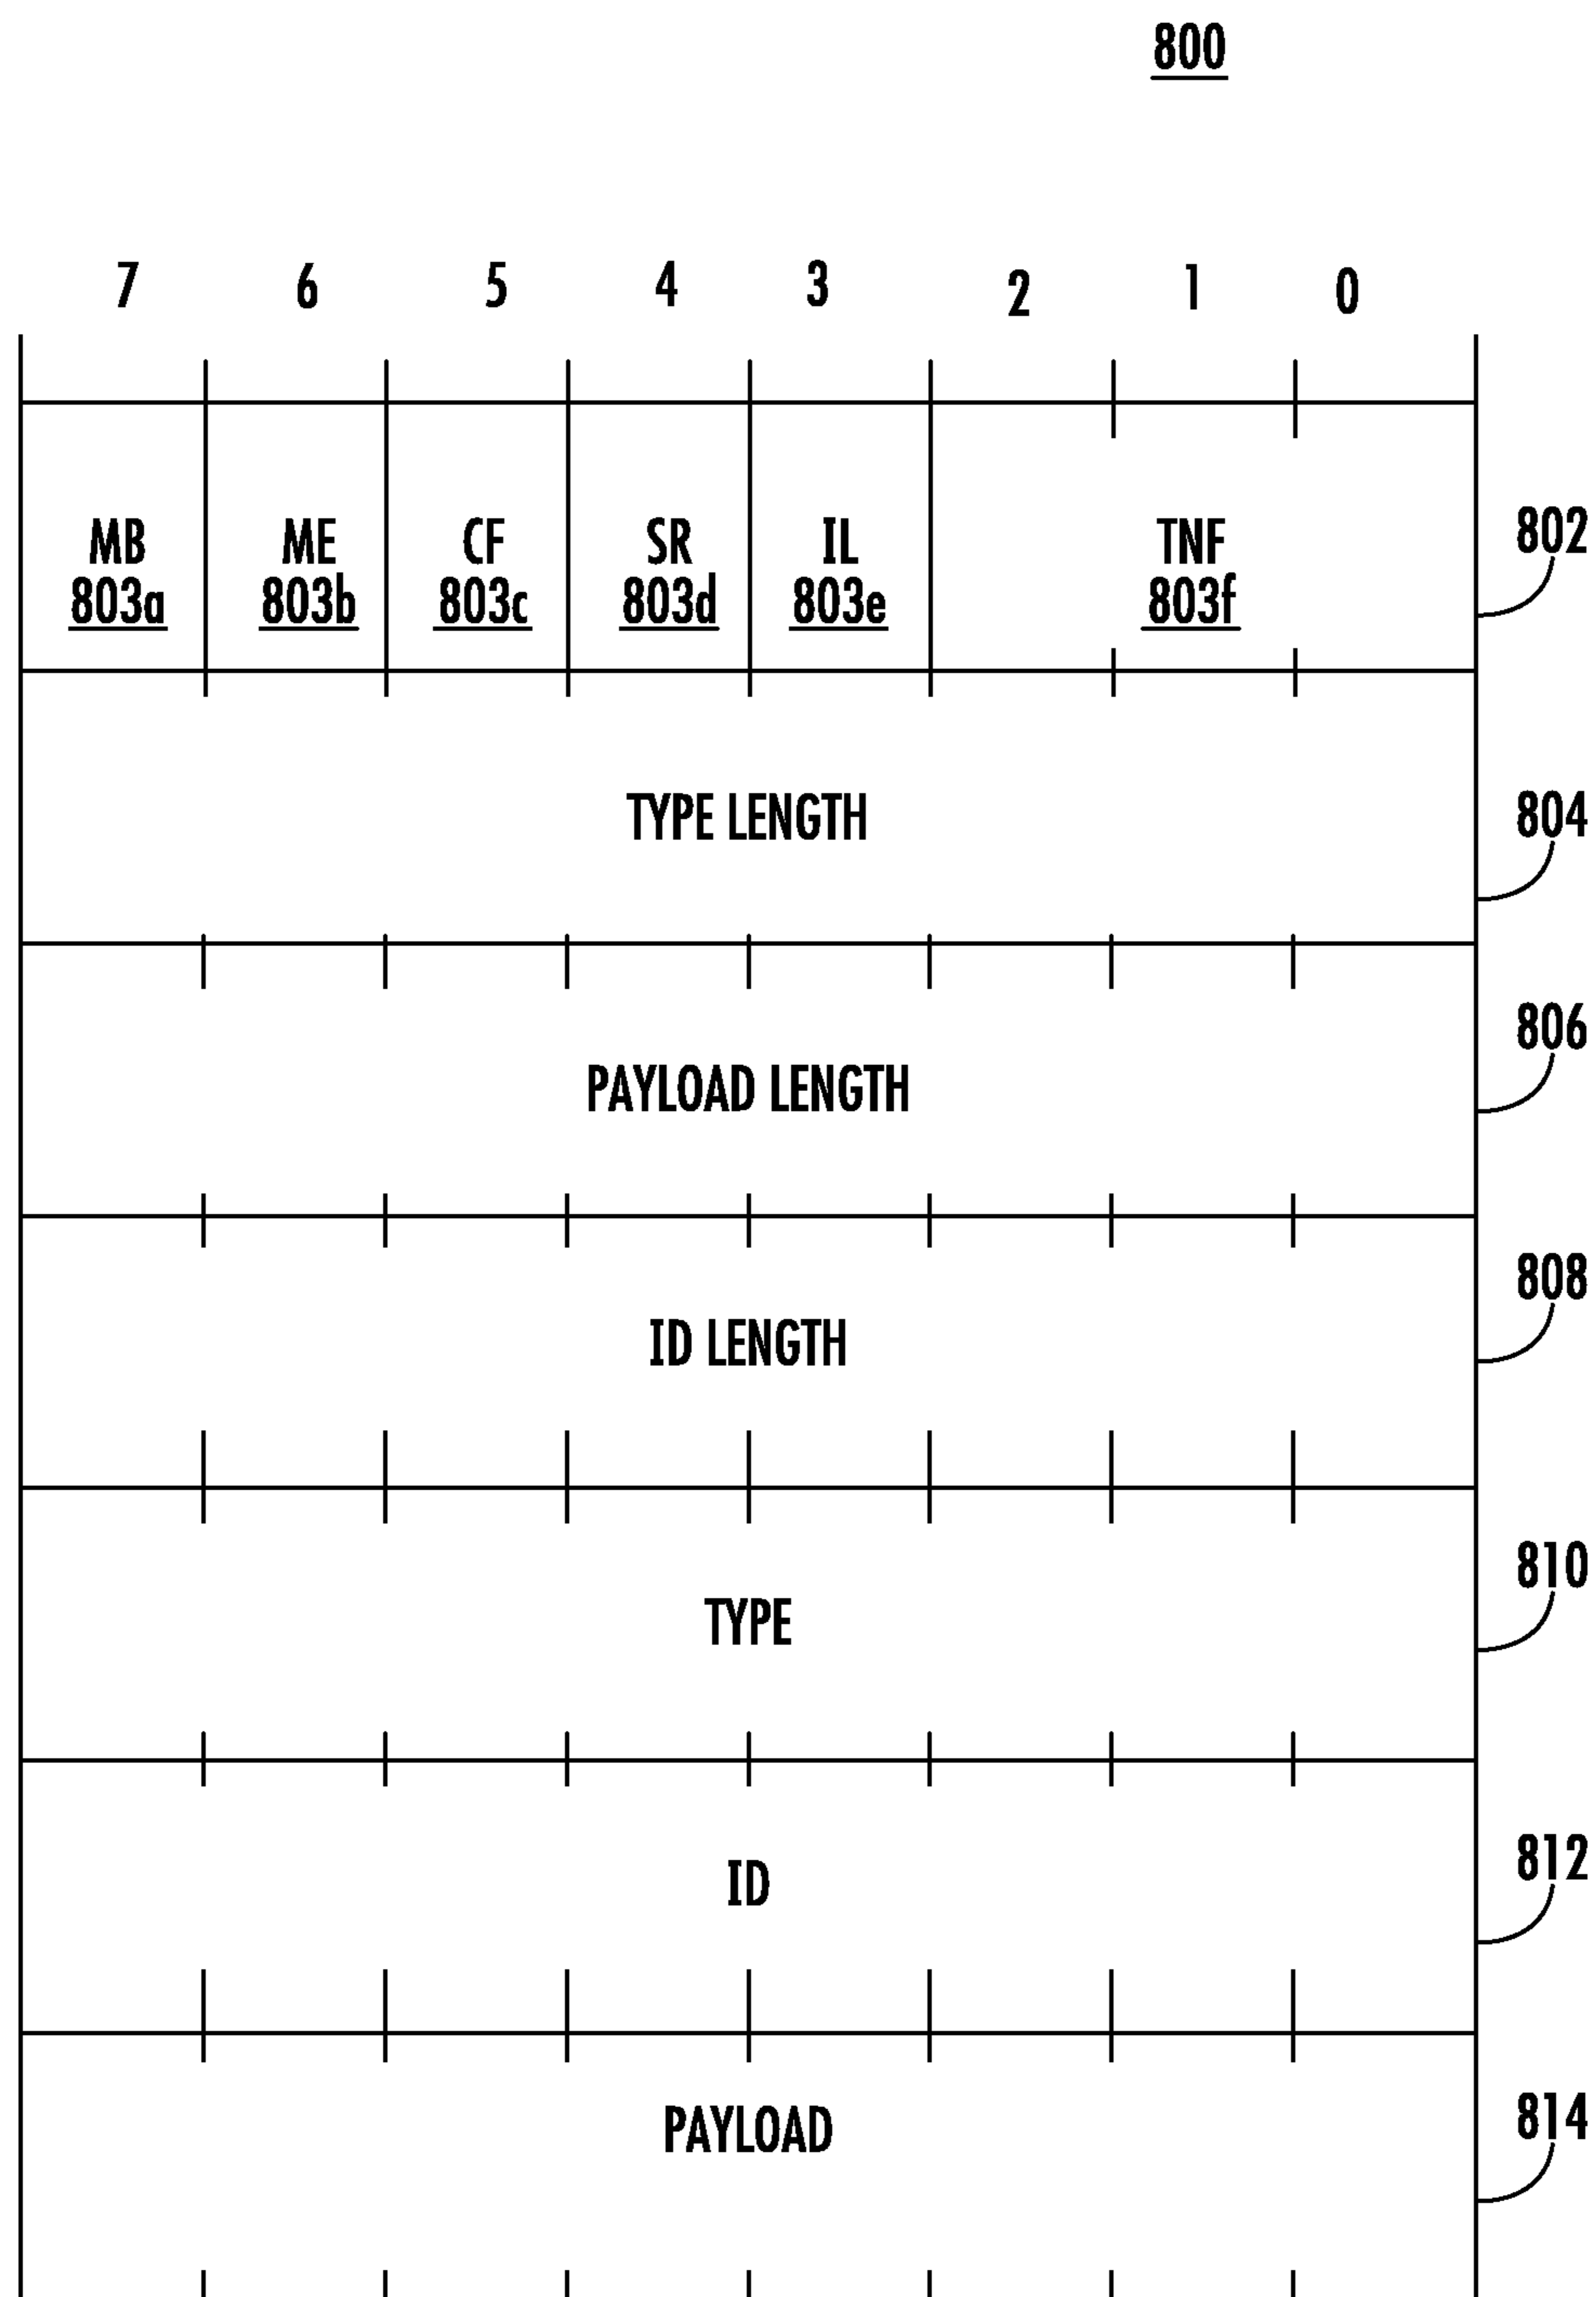 800
7 6 5 4 3 2 1 0
MB ME CF SR IL TNF 802
803a 803b 803c 803d 803e 803f
TYPE LENGTH 804
806
PAYLOAD LENGTH
808
ID LENGTH
810
TYPE
812
ID
814
PAYLOAD